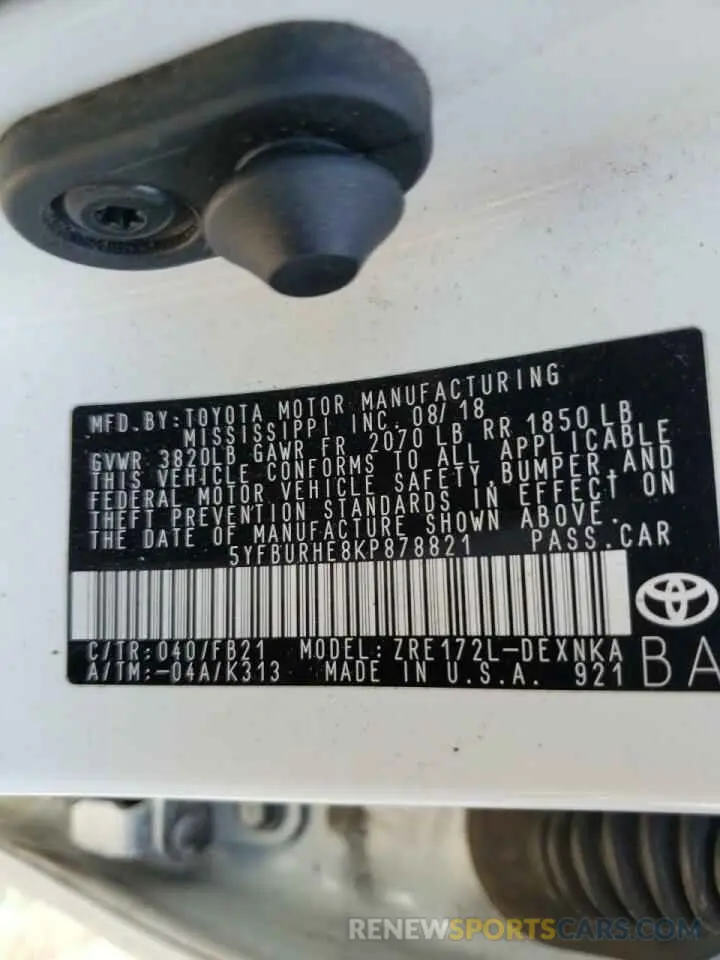 MFD. BY: TOYOTA MOTOR MANUFACTURING
MISSISSIPPI INC. 08/18
GVWR 3820LB GAWR FR 2070 LB RR 1850 LB
THIS VEHICLE CONFORMS TO ALL APPLICABLE
FEDERAL MOTOR VEHICLE SAFETY, BUMPER, AND
THEFT PREVENTION STANDARDS IN EFFECT ON
THE DATE OF MANUFACTURE SHOWN ABOVE.
5YFBURHE8KP878821 PASS. CAR
C/TR: 040/FB21 MODEL: ZRE172L-DEXNKA
A/TM:-04A/K313 MADE IN U.S.A. 921 BA
RENEWSPORTSCARS.COM